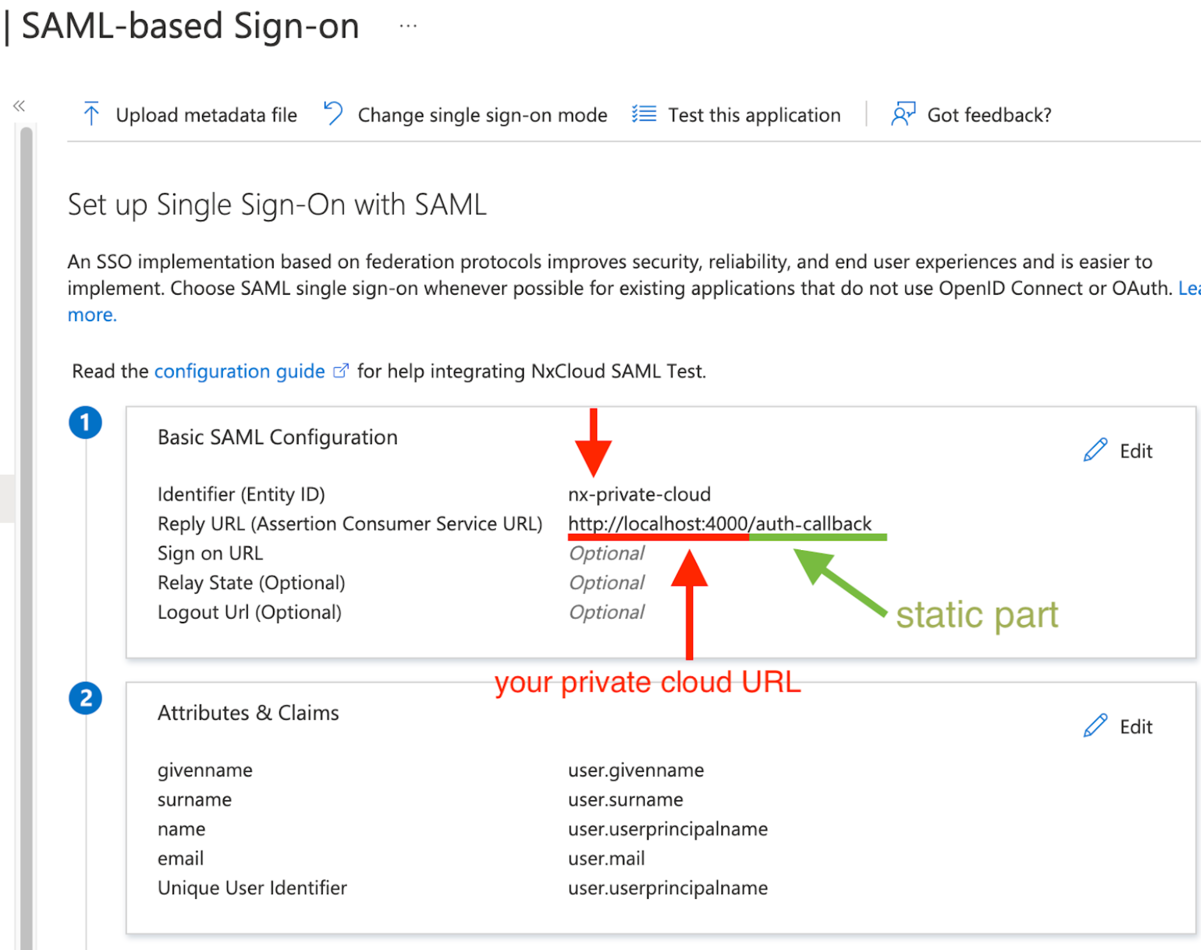 | SAML-based Sign-on ...
«
Upload metadata file Change single sign-on mode Test this application Got feedback?
Set up Single Sign-On with SAML
An SSO implementation based on federation protocols improves security, reliability, and end user experiences and is easier to
implement. Choose SAML single sign-on whenever possible for existing applications that do not use OpenID Connect or OAuth. Lea
more.
Read the configuration guide for help integrating NxCloud SAML Test.
1
Basic SAML Configuration
Edit
Identifier (Entity ID) nx-private-cloud
Reply URL (Assertion Consumer Service URL) http://localhost:4000/auth-callback
Sign on URL Optional
Relay State (Optional) Optional
Logout Url (Optional) Optional
static part
your private cloud URL
2
Attributes & Claims
Edit
givenname user.givenname
surname user.surname
name user.userprincipalname
email user.mail
Unique User Identifier user.userprincipalname